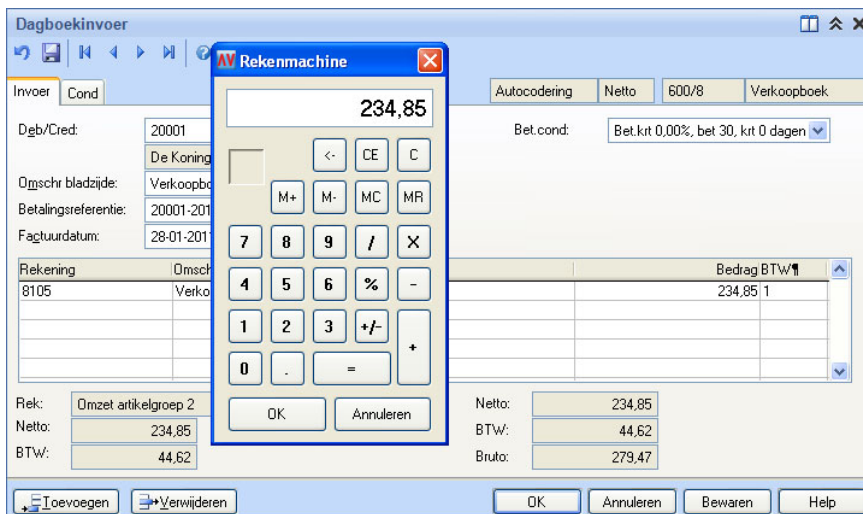 Dagboekinvoer
Rekenmachine
Invoer Cond Autocodering Netto 600/8 Verkoopboek
234,85
Deb/Cred: 20001 Bet.cond: Bet.krt 0,00%, bet 30, krt 0 dagen
De Koning
<- CE C
Omschr bladzijde:
Betalingsreferentie: 20001-201
M+ M- MC MR
Factuurdatum: 28-01-201
7 8 9 / X
Rekening Bedrag BTW¶
8105 234,85 1
4 5 6 % -
1 2 3 +/- +
0 . =
Rek: Omzet artikelgroep 2 Netto: 234,85
OK Annuleren
Netto: 234,85 BTW: 44,62
BTW: 44,62 Bruto: 279,47
Toevoegen Verwijderen OK Annuleren Bewaren Help